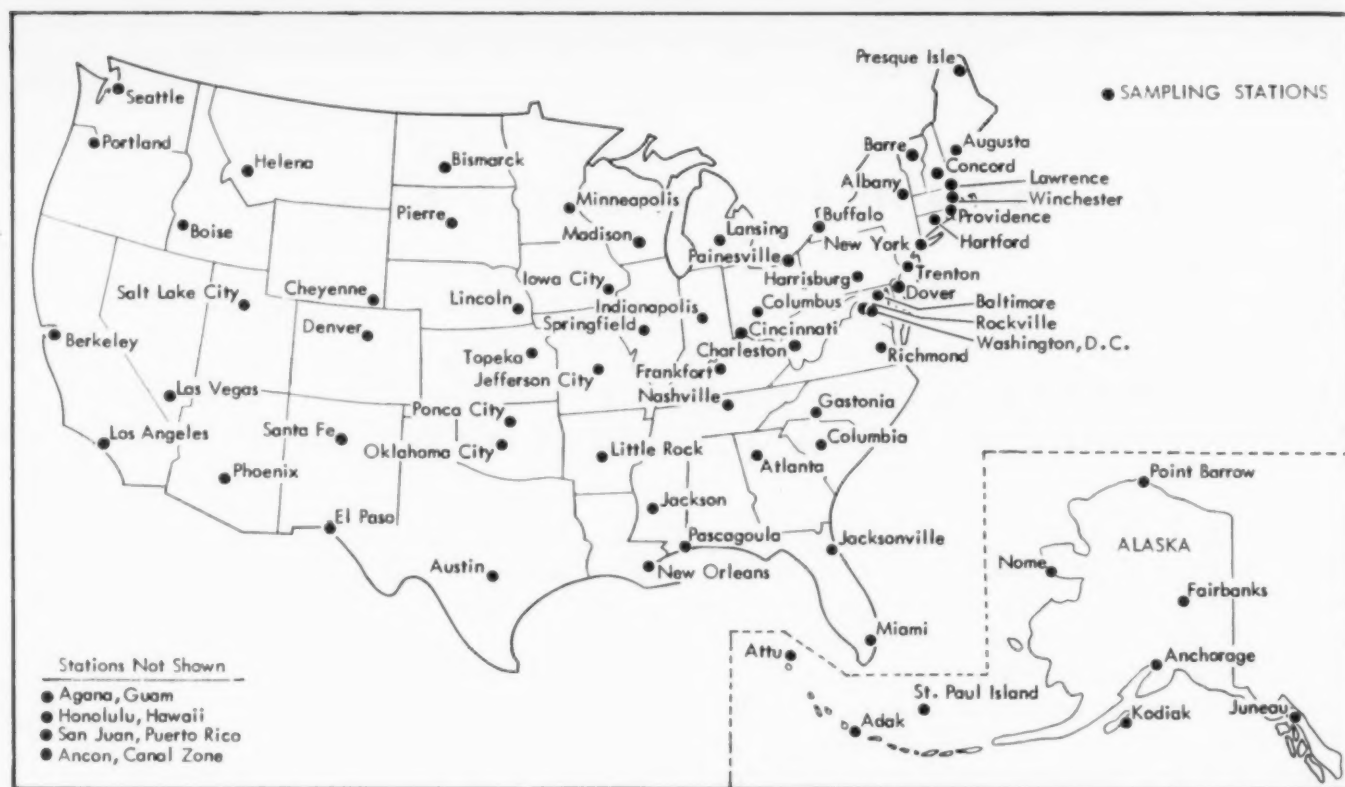 Presque Isle
● SAMPLING STATIONS
Seattle
Portland
Helena
Bismarck
Barre
Augusta
Concord
Lawrence
Albany
Winchester
Minneapolis
Pierre
Buffalo
Providence
Boise
Madison
Lansing
New York
Hartford
Painesville
Trenton
Harrisburg
Salt Lake City
Cheyenne
Iowa City
Dover
Lincoln
Indianapolis
Columbus
Baltimore
Denver
Springfield
Cincinnati
Rockville
Berkeley
Charleston
Washington, D.C.
Topeka
Richmond
Jefferson City
Frankfort
Las Vegas
Nashville
Ponca City
Gastonia
Los Angeles
Santa Fe
Oklahoma City
Little Rock
Columbia
Phoenix
Atlanta
Point Barrow
Jackson
El Paso
Pascagoula
Jacksonville
ALASKA
Austin
New Orleans
Nome
Fairbanks
Miami
Attu
Anchorage
St. Paul Island
Adak
Kodiak
Juneau
Stations Not Shown
● Agana, Guam
● Honolulu, Hawaii
● San Juan, Puerto Rico
● Ancon, Canal Zone